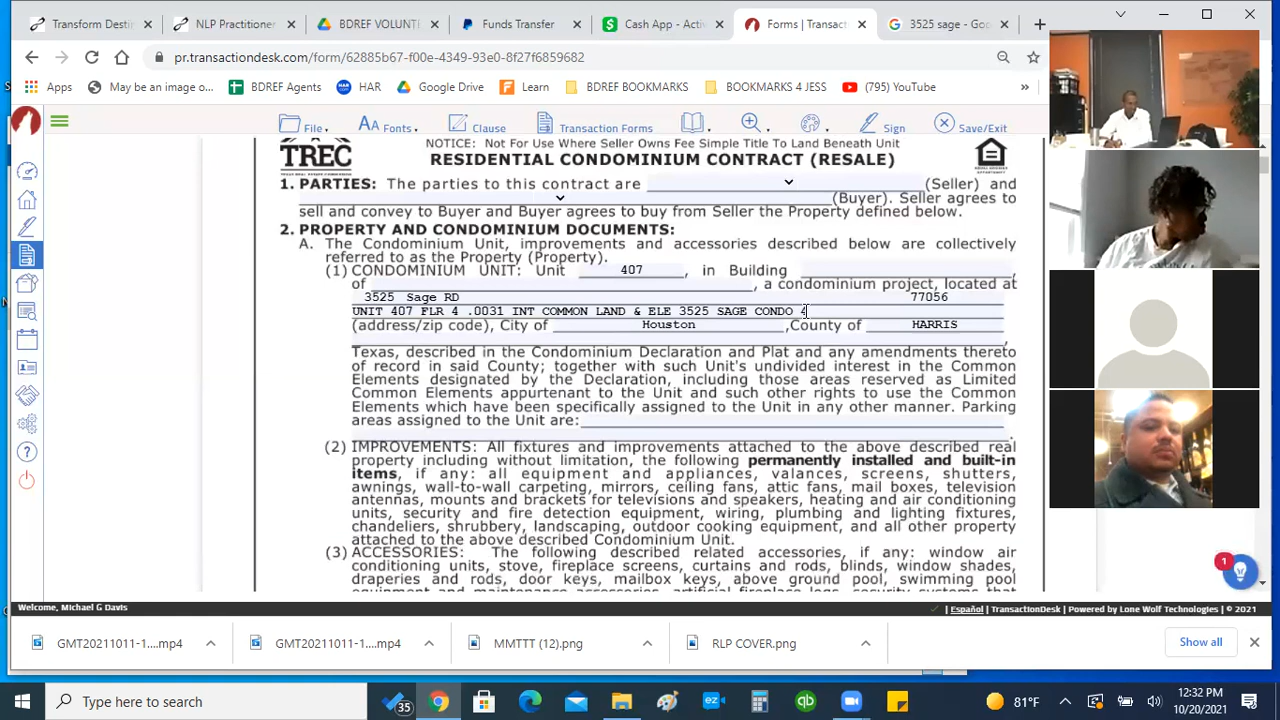 Transform Desti
NLP Practitioner
BDREF VOLUNTI
Funds Transfer
Cash App - Activ
Forms | Transact
3525 sage - Goo
pr.transactiondesk.com/form/62885b67-f00e-4349-93e0-8f27f6859682
Apps
May be an image o...
BDREF Agents
HAR
Google Drive
Learn
BDREF BOOKMARKS
BOOKMARKS 4 JESS
(795) YouTube
File
Fonts
Clause
Transaction Forms
Sign
Save/Exit
TREC
NOTICE: Not For Use Where Seller Owns Fee Simple Title To Land Beneath Unit
RESIDENTIAL CONDOMINIUM CONTRACT (RESALE)
1. PARTIES: The parties to this contract are (Seller) and
(Buyer). Seller agrees to
sell and convey to Buyer and Buyer agrees to buy from Seller the Property defined below.
2. PROPERTY AND CONDOMINIUM DOCUMENTS:
A. The Condominium Unit, improvements and accessories described below are collectively
referred to as the Property (Property).
(1) CONDOMINIUM UNIT: Unit 407, in Building ,
of , a condominium project, located at
3525 Sage RD 77056
UNIT 407 FLR 4 .0031 INT COMMON LAND & ELE 3525 SAGE CONDO 4
(address/zip code), City of Houston ,County of HARRIS
,
Texas, described in the Condominium Declaration and Plat and any amendments thereto
of record in said County; together with such Unit's undivided interest in the Common
Elements designated by the Declaration, including those areas reserved as Limited
Common Elements appurtenant to the Unit and such other rights to use the Common
Elements which have been specifically assigned to the Unit in any other manner. Parking
areas assigned to the Unit are:
.
(2) IMPROVEMENTS: All fixtures and improvements attached to the above described real
property including without limitation, the following permanently installed and built-in
items, if any: all equipment and appliances, valances, screens, shutters,
awnings, wall-to-wall carpeting, mirrors, ceiling fans, attic fans, mail boxes, television
antennas, mounts and brackets for televisions and speakers, heating and air conditioning
units, security and fire detection equipment, wiring, plumbing and lighting fixtures,
chandeliers, shrubbery, landscaping, outdoor cooking equipment, and all other property
attached to the above described Condominium Unit.
(3) ACCESSORIES: The following described related accessories, if any: window air
conditioning units, stove, fireplace screens, curtains and rods, blinds, window shades,
draperies and rods, door keys, mailbox keys, above ground pool, swimming pool
equipment and maintenance accessories, artificial fireplace logs, security systems that
1
Welcome, Michael G Davis
| Español | TransactionDesk | Powered by Lone Wolf Technologies | © 2021
GMT20211011-1....mp4
GMT20211011-1....mp4
MMTTT (12).png
RLP COVER.png
Show all
Type here to search
35
ez
qb
81°F
12:32 PM
10/20/2021